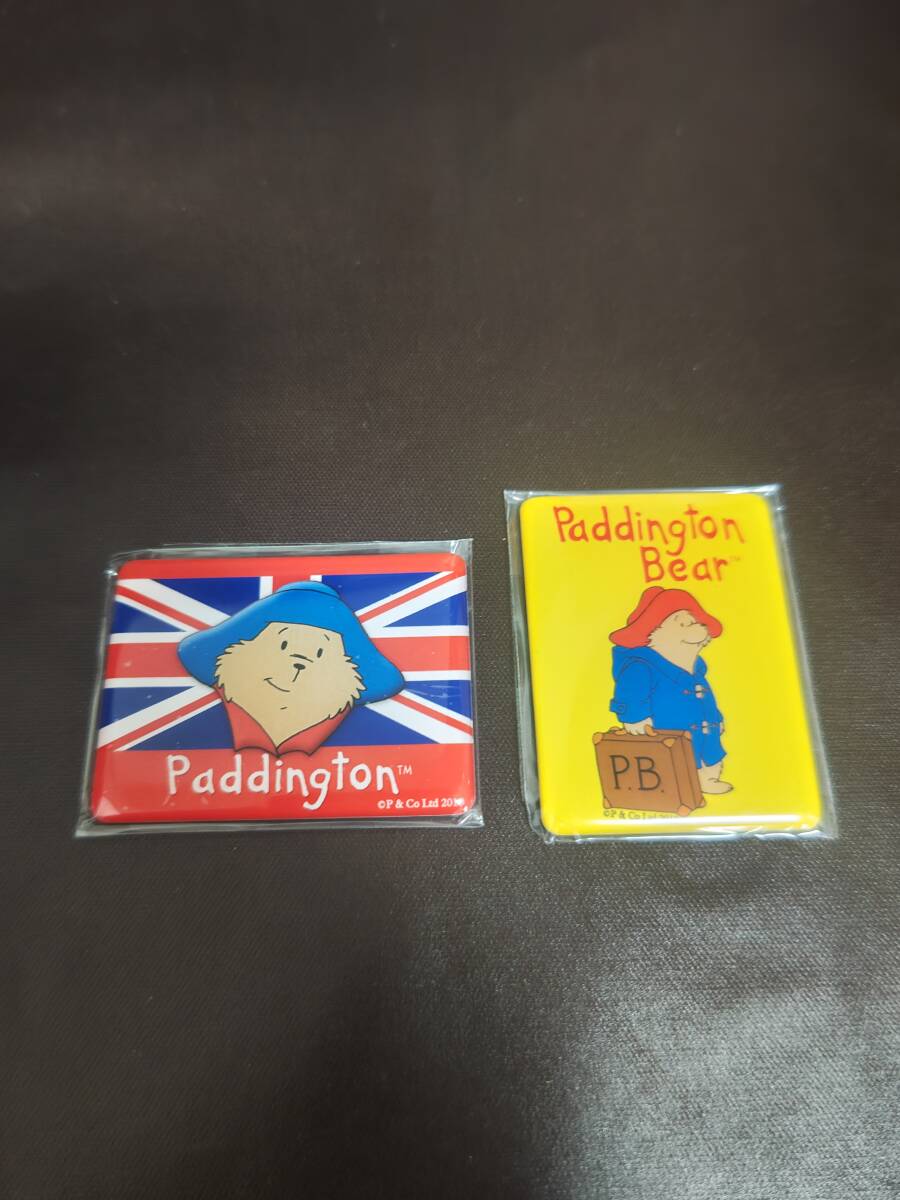 Paddington™
©P & Co Ltd
Paddington
Bear™
P.B.
©P & Co Ltd